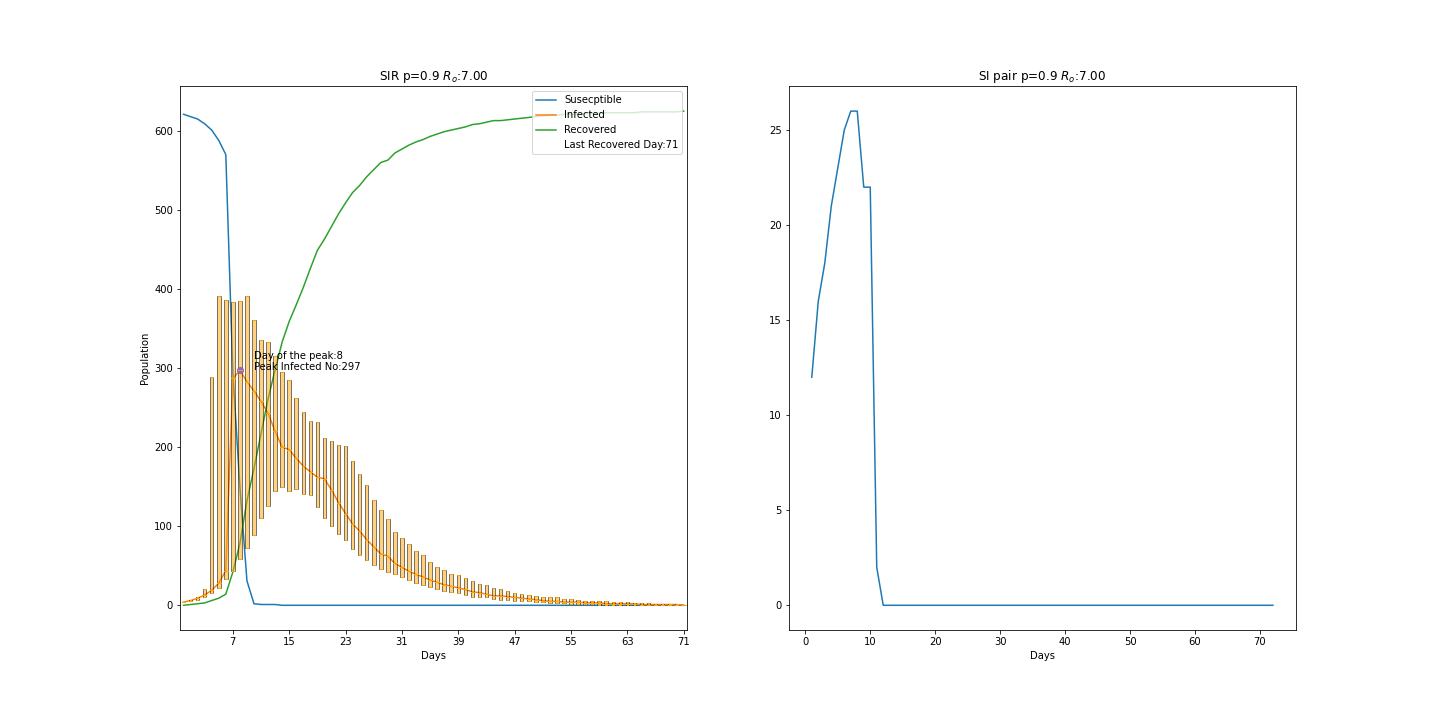 SIR p=0.9 Rₒ:7.00
Susecptible
Infected
Recovered
Last Recovered Day:71
600
500
400
300
200
100
0
Population
Day of the peak:8
Peak Infected No:297
7 15 23 31 39 47 55 63 71
Days
SI pair p=0.9 Rₒ:7.00
25
20
15
10
5
0
0 10 20 30 40 50 60 70
Days